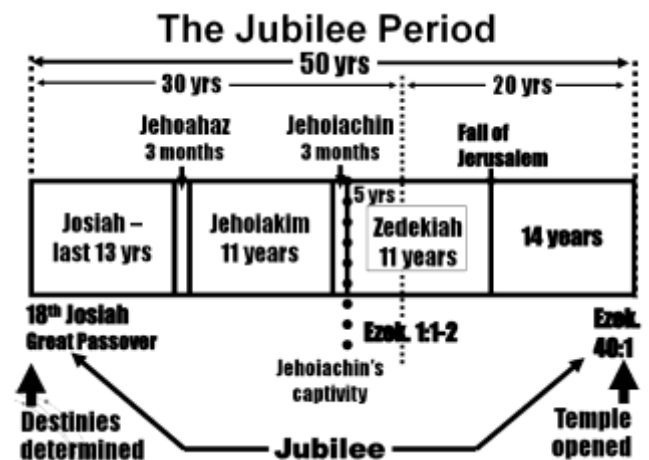 The Jubilee Period
50 yrs
30 yrs
20 yrs
Jehoahaz
3 months
Jehoiachin
3 months
Fall of
Jerusalem
5 yrs
Josiah –
last 13 yrs
Jehoiakim
11 years
Zedekiah
11 years
14 years
18th Josiah
Great Passover
Ezek. 1:1-2
Ezek.
40:1
Jehoiachin's
captivity
Destinies
determined
Jubilee
Temple
opened